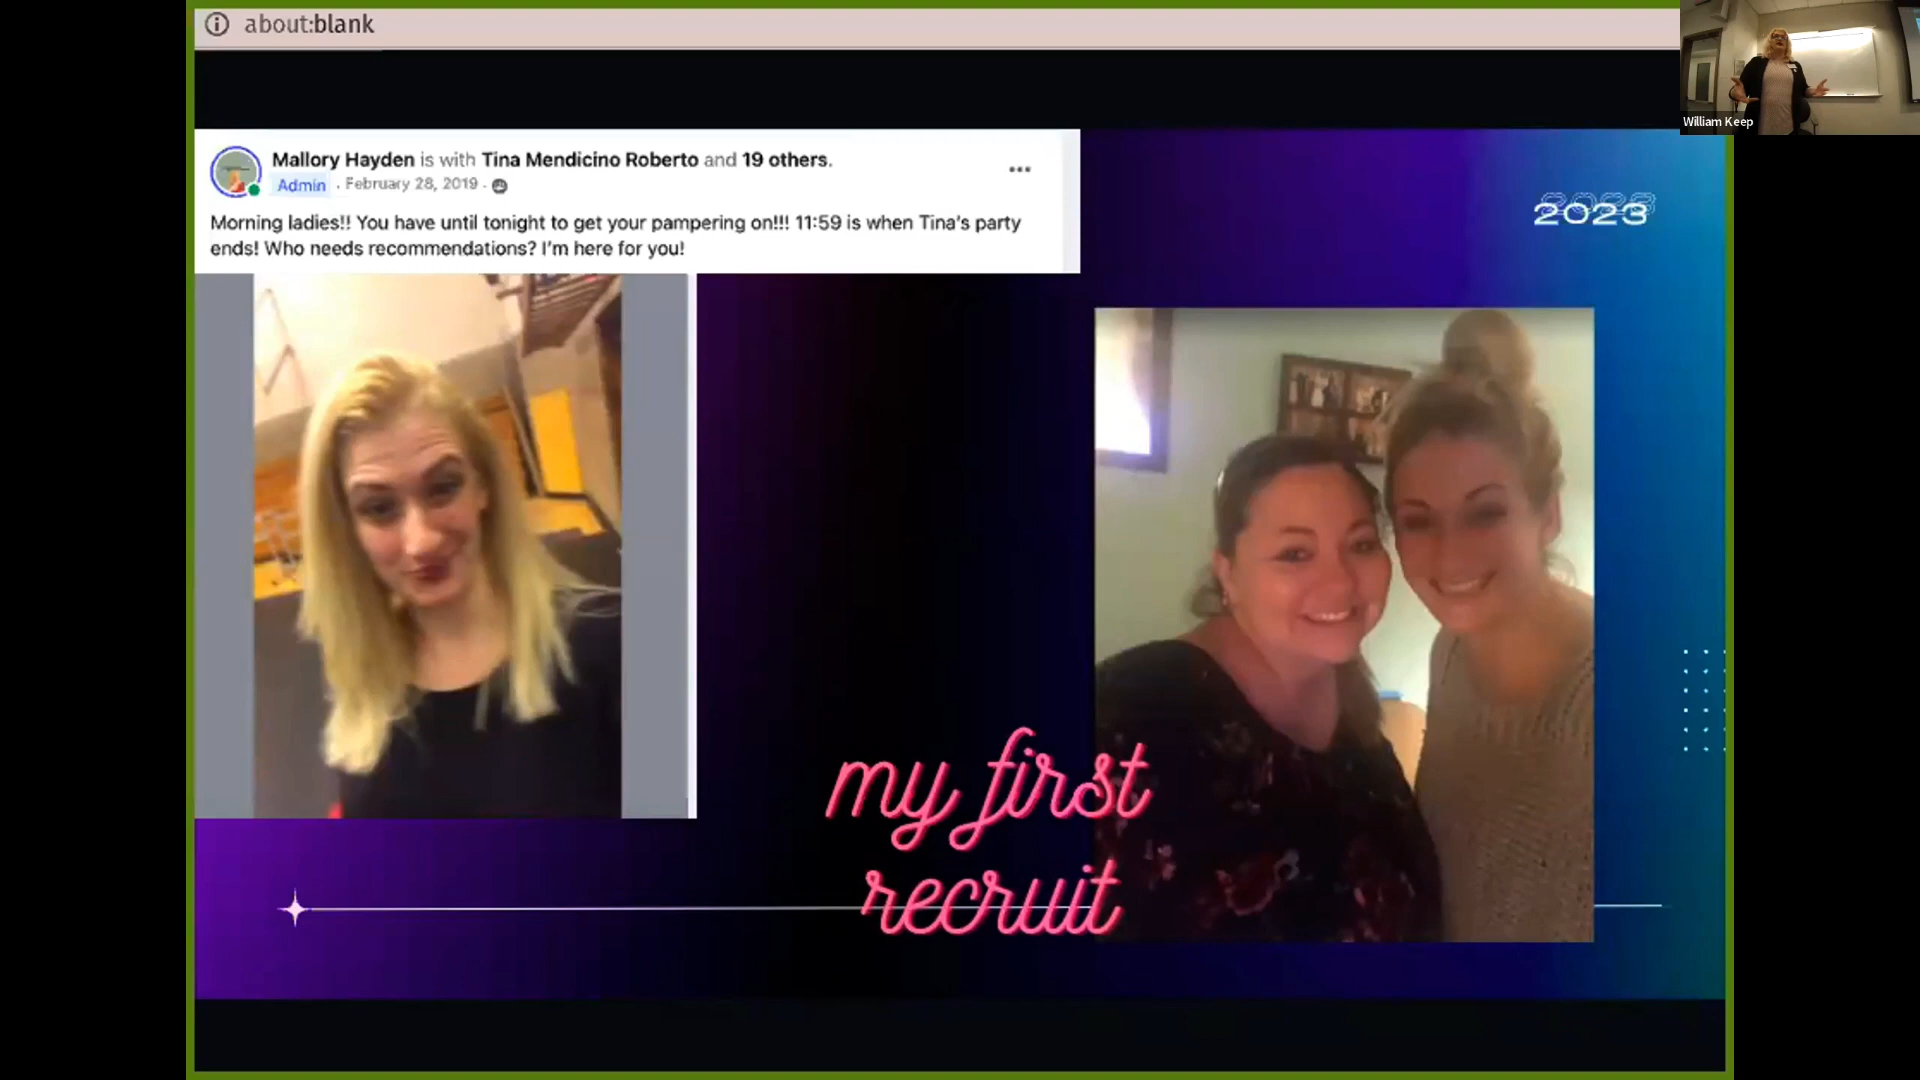 about:blank
William Keep
Mallory Hayden is with Tina Mendicino Roberto and 19 others.
Admin · February 28, 2019 ·
Morning ladies!! You have until tonight to get your pampering on!!! 11:59 is when Tina's party
ends! Who needs recommendations? I'm here for you!
2023
my first
recruit